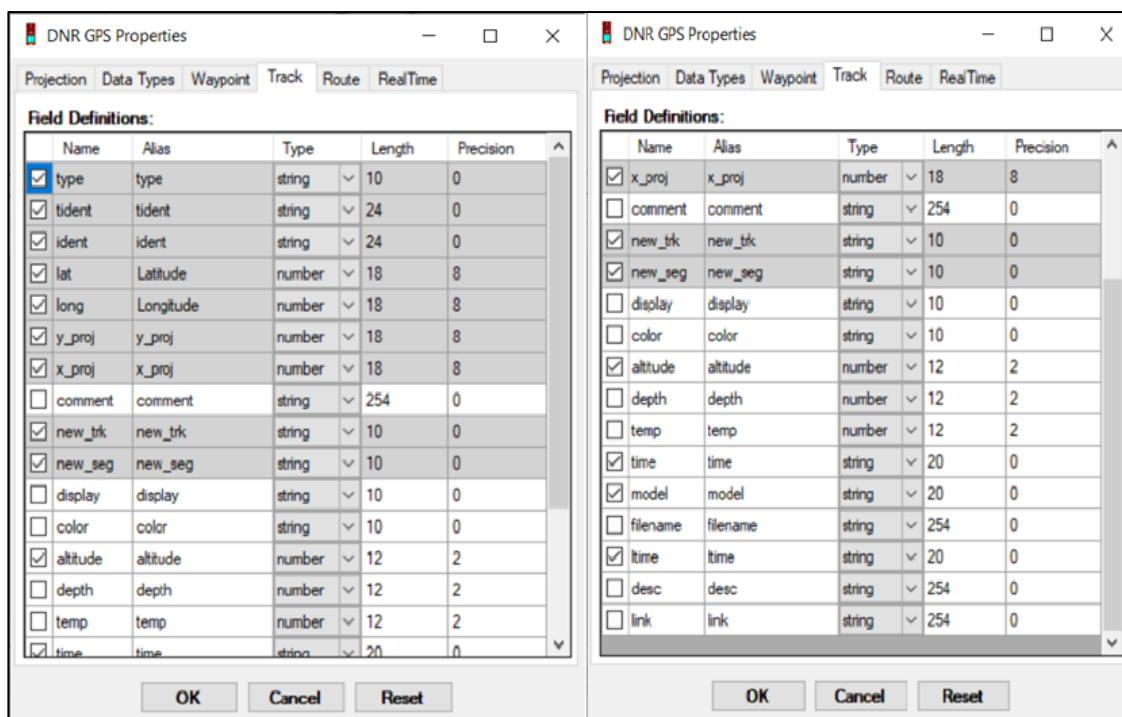 DNR GPS Properties
Projection Data Types Waypoint Track Route RealTime
Field Definitions:
Name Alias Type Length Precision
type type string 10 0
tident tident string 24 0
ident ident string 24 0
lat Latitude number 18 8
long Longitude number 18 8
y_proj y_proj number 18 8
x_proj x_proj number 18 8
comment comment string 254 0
new_trk new_trk string 10 0
new_seg new_seg string 10 0
display display string 10 0
color color string 10 0
altitude altitude number 12 2
depth depth number 12 2
temp temp number 12 2
time time string 20 0
OK Cancel Reset
DNR GPS Properties
Projection Data Types Waypoint Track Route RealTime
Field Definitions:
Name Alias Type Length Precision
x_proj x_proj number 18 8
comment comment string 254 0
new_trk new_trk string 10 0
new_seg new_seg string 10 0
display display string 10 0
color color string 10 0
altitude altitude number 12 2
depth depth number 12 2
temp temp number 12 2
time time string 20 0
model model string 20 0
filename filename string 254 0
ltime ltime string 20 0
desc desc string 254 0
link link string 254 0
OK Cancel Reset